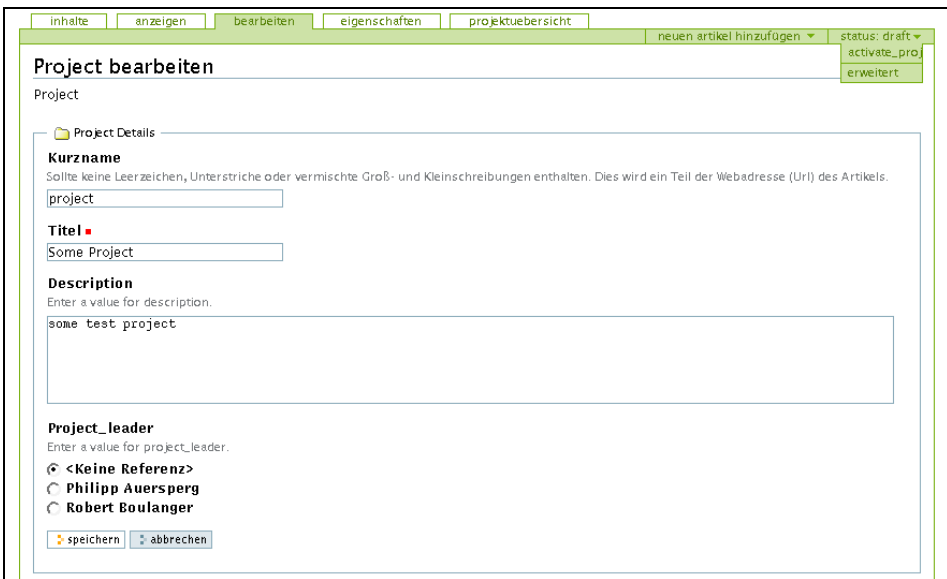 inhalte anzeigen bearbeiten eigenschaften projektuebersicht
neuen artikel hinzufügen status: draft
activate_proj
erweitert
Project bearbeiten
Project
Project Details
Kurzname
Sollte keine Leerzeichen, Unterstriche oder vermischte Groß- und Kleinschreibungen enthalten. Dies wird ein Teil der Webadresse (Url) des Artikels.
project
Titel
Some Project
Description
Enter a value for description.
some test project
Project_leader
Enter a value for project_leader.
<Keine Referenz>
Philipp Auersperg
Robert Boulanger
speichern abbrechen